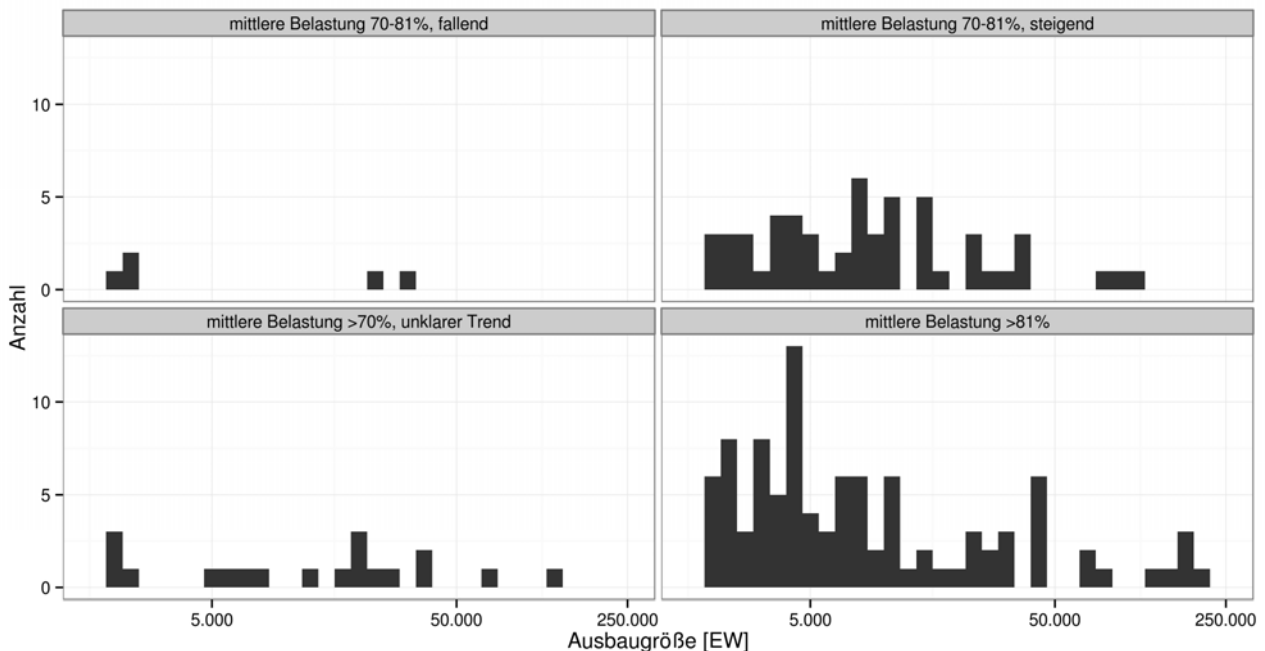 mittlere Belastung 70-81%, fallend
mittlere Belastung 70-81%, steigend
10
5
0
Anzahl
mittlere Belastung >70%, unklarer Trend
mittlere Belastung >81%
10
5
0
5.000
50.000
250.000
5.000
50.000
250.000
Ausbaugröße [EW]